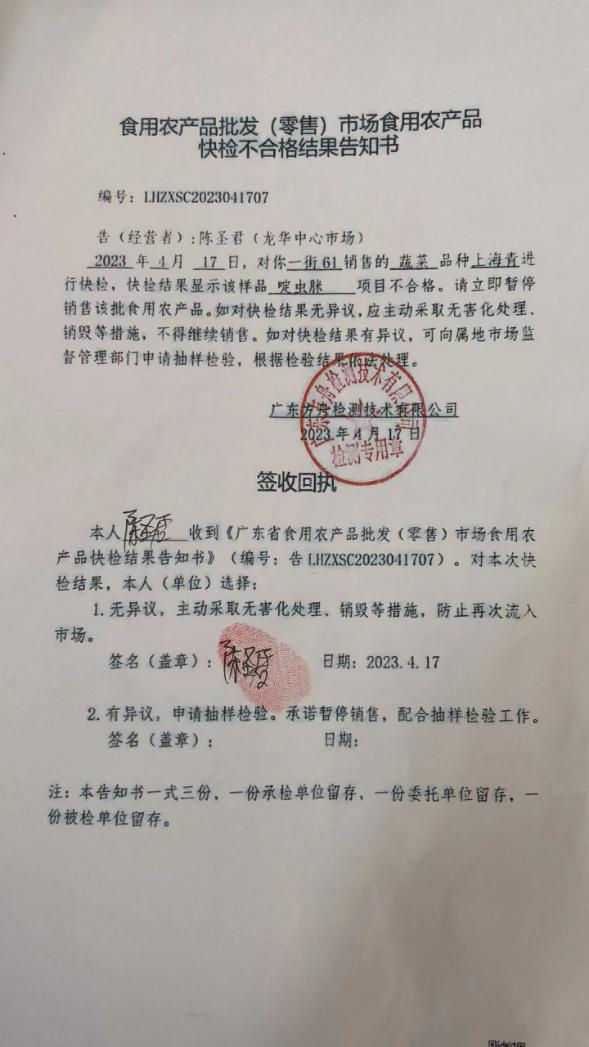 食用农产品批发（零售）市场食用农产品
快检不合格结果告知书
编号：LHZXSC2023041707
告（经营者）:陈圣君（龙华中心市场）
2023 年 4月 17 日，对你一街 61 销售的 蔬菜 品种上海青进
行快检，快检结果显示该样品 啶虫脒 项目不合格。请立即暂停
销售该批食用农产品。如对快检结果无异议，应主动采取无害化处理、
销毁等措施，不得继续销售。如对快检结果有异议，可向属地市场监
督管理部门申请抽样检验，根据检验结果依法处理。
广东方舟检测技术有限公司
2023 年 4 月 17 日
广东方舟检测技术有限公司
检测专用章
签收回执
本人 收到《广东省食用农产品批发（零售）市场食用农
产品快检结果告知书》（编号：告 LHZXSC2023041707）。对本次快
检结果，本人（单位）选择：
1. 无异议，主动采取无害化处理、销毁等措施，防止再次流入
市场。
签名（盖章）： 日期：2023.4.17
2. 有异议，申请抽样检验。承诺暂停销售，配合抽样检验工作。
签名（盖章）： 日期：
注：本告知书一式三份，一份承检单位留存，一份委托单位留存，一
份被检单位留存。